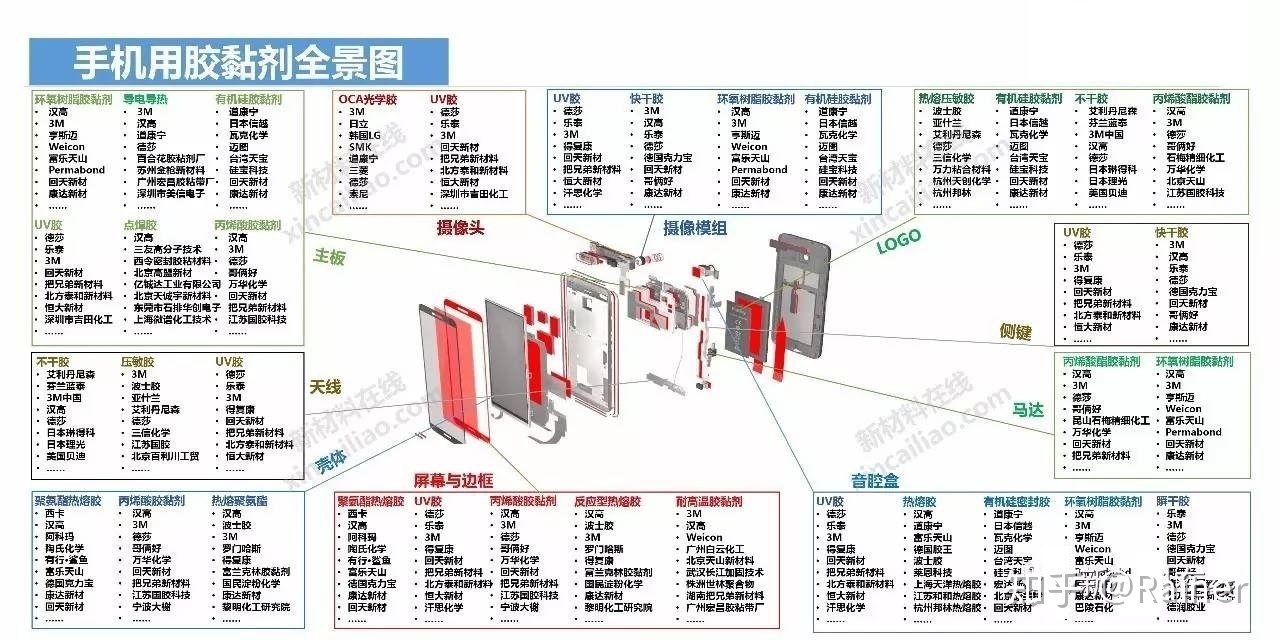 手机用胶黏剂全景图
环氧树脂胶黏剂
汉高
3M
亨斯迈
Weicon
富乐天山
Permabond
回天新材
康达新材
......
导电导热
3M
汉高
道康宁
德莎
百合花胶粘剂厂
苏州金枪新材料
广州宏昌胶粘带厂
深圳市美信电子
......
有机硅胶黏剂
道康宁
日本信越
瓦克化学
迈图
台湾天宝
硅宝科技
回天新材
康达新材
......
UV胶
德莎
乐泰
3M
回天新材
把兄弟新材料
北方泰和新材料
恒大新材
深圳市吉田化工
......
点焊胶
汉高
三友高分子技术
西令密封胶粘材料
北京高盟新材
亿铖达工业有限公司
北京天诚宇新材料
东莞市石排华创电子
上海微谱化工技术
......
丙烯酸胶黏剂
汉高
3M
德莎
哥俩好
万华化学
回天新材
把兄弟新材料
江苏国胶科技
......
主板
OCA光学胶
3M
日立
韩国LG
SMK
道康宁
三菱
德莎
索尼
......
UV胶
德莎
乐泰
3M
回天新材
把兄弟新材料
北方泰和新材料
恒大新材
深圳市吉田化工
......
摄像头
UV胶
德莎
乐泰
3M
得复康
回天新材
把兄弟新材料
恒大新材
汗思化学
......
快干胶
3M
汉高
乐泰
德莎
德国克力宝
回天新材
哥俩好
康达新材
......
环氧树脂胶黏剂
汉高
3M
亨斯迈
Weicon
富乐天山
Permabond
回天新材
康达新材
......
有机硅胶黏剂
道康宁
日本信越
瓦克化学
迈图
台湾天宝
硅宝科技
回天新材
康达新材
......
摄像模组
热熔压敏胶
波士胶
亚什兰
艾利丹尼森
德莎
三信化学
万力粘合材料
杭州天创化学
杭州邦林
......
有机硅胶黏剂
道康宁
日本信越
瓦克化学
迈图
台湾天宝
硅宝科技
回天新材
康达新材
......
不干胶
艾利丹尼森
芬兰蓝泰
3M中国
汉高
德莎
日本琳得科
日本理光
美国贝迪
......
丙烯酸酯胶黏剂
汉高
3M
德莎
哥俩好
石梅精细化工
万华化学
北京天山
江苏国胶科技
......
LOGO
UV胶
德莎
乐泰
3M
得复康
回天新材
把兄弟新材料
北方泰和新材料
恒大新材
......
快干胶
3M
汉高
乐泰
德莎
德国克力宝
回天新材
哥俩好
康达新材
......
侧键
丙烯酸酯胶黏剂
汉高
3M
德莎
哥俩好
昆山石梅精细化工
万华化学
回天新材
把兄弟新材料
......
环氧树脂胶黏剂
汉高
3M
亨斯迈
Weicon
富乐天山
Permabond
回天新材
康达新材
......
马达
不干胶
艾利丹尼森
芬兰蓝泰
3M中国
汉高
德莎
日本琳得科
日本理光
美国贝迪
......
压敏胶
3M
波士胶
亚什兰
艾利丹尼森
德莎
三信化学
江苏国胶
北京百利川工贸
......
UV胶
德莎
乐泰
3M
得复康
回天新材
把兄弟新材料
北方泰和新材料
恒大新材
......
天线
壳体
聚氨酯热熔胶
西卡
汉高
阿科玛
陶氏化学
有行·鲨鱼
富乐天山
德国克力宝
康达新材
回天新材
......
丙烯酸胶黏剂
汉高
3M
德莎
哥俩好
万华化学
回天新材
把兄弟新材料
江苏国胶科技
宁波大榭
......
热熔聚氨酯
汉高
波士胶
3M
罗门哈斯
得复康
富兰克林胶黏剂
国民淀粉化学
康达新材
黎明化工研究院
......
屏幕与边框
聚氨酯热熔胶
西卡
汉高
阿科玛
陶氏化学
有行·鲨鱼
富乐天山
德国克力宝
康达新材
回天新材
......
UV胶
德莎
乐泰
3M
得复康
回天新材
把兄弟新材料
北方泰和新材料
恒大新材
汗思化学
......
丙烯酸胶黏剂
汉高
3M
德莎
哥俩好
万华化学
回天新材
把兄弟新材料
江苏国胶科技
宁波大榭
......
反应型热熔胶
汉高
波士胶
3M
罗门哈斯
得复康
富兰克林胶黏剂
国民淀粉化学
康达新材
黎明化工研究院
......
耐高温胶黏剂
3M
汉高
Weicon
广州白云化工
北京天山新材料
武汉长江加固技术
株洲世林聚合物
湖南把兄弟新材料
广州宏昌胶粘带厂
......
音腔盒
UV胶
德莎
乐泰
3M
得复康
回天新材
把兄弟新材料
北方泰和新材料
恒大新材
汗思化学
......
热熔胶
汉高
道康宁
富乐天山
德国胶王
波士胶
莱恩科技
上海天洋热熔胶
江苏和和热熔胶
杭州邦林热熔胶
......
有机硅密封胶
道康宁
日本信越
瓦克化学
迈图
台湾天宝
硅宝科技
回天新材
......
环氧树脂胶黏剂
汉高
3M
亨斯迈
Weicon
富乐天山
康达新材
巴陵石化
......
瞬干胶
乐泰
3M
德莎
德国克力宝
回天新材
德润胶业
......
新材料在线
xincailiao.com
新材料在线
xincailiao.com
新材料在线
xincailiao.com
新材料在线
xincailiao.com
知乎 @Rainer